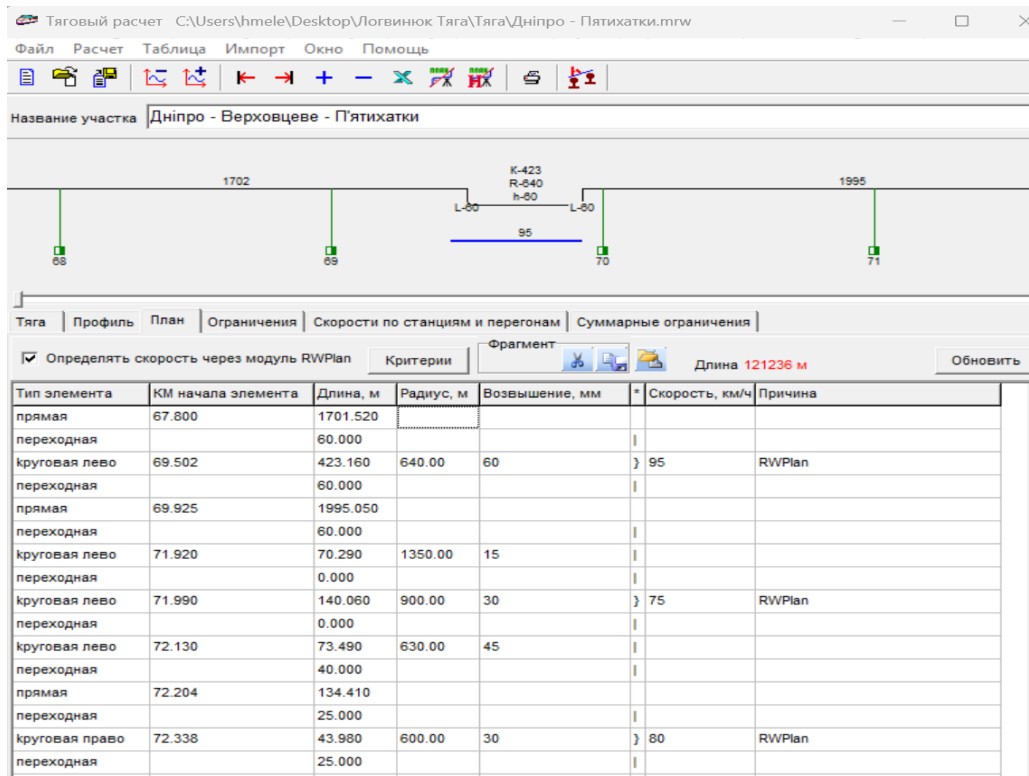 Тяговый расчет C:\Users\hmele\Desktop\Логвинюк Тяга\Тяга\Дніпро - Пятихатки.mrw
Файл Расчет Таблица Импорт Окно Помощь
Название участка Дніпро - Верховцеве - П'ятихатки
K-423
1702 R-640 1995
h-60
L-60 L-60
95
68 69 70 71
Тяга Профиль План Ограничения Скорости по станциям и перегонам Суммарные ограничения
Определять скорость через модуль RWPlan Критерии Фрагмент Длина 121236 м Обновить
Тип элемента КМ начала элемента Длина, м Радиус, м Возвышение, мм * Скорость, км/ч Причина
прямая 67.800 1701.520
переходная 60.000 |
круговая лево 69.502 423.160 640.00 60 } 95 RWPlan
переходная 60.000 |
прямая 69.925 1995.050
переходная 60.000 |
круговая лево 71.920 70.290 1350.00 15 |
переходная 0.000 |
круговая лево 71.990 140.060 900.00 30 } 75 RWPlan
переходная 0.000 |
круговая лево 72.130 73.490 630.00 45 |
переходная 40.000 |
прямая 72.204 134.410
переходная 25.000 |
круговая право 72.338 43.980 600.00 30 } 80 RWPlan
переходная 25.000 |